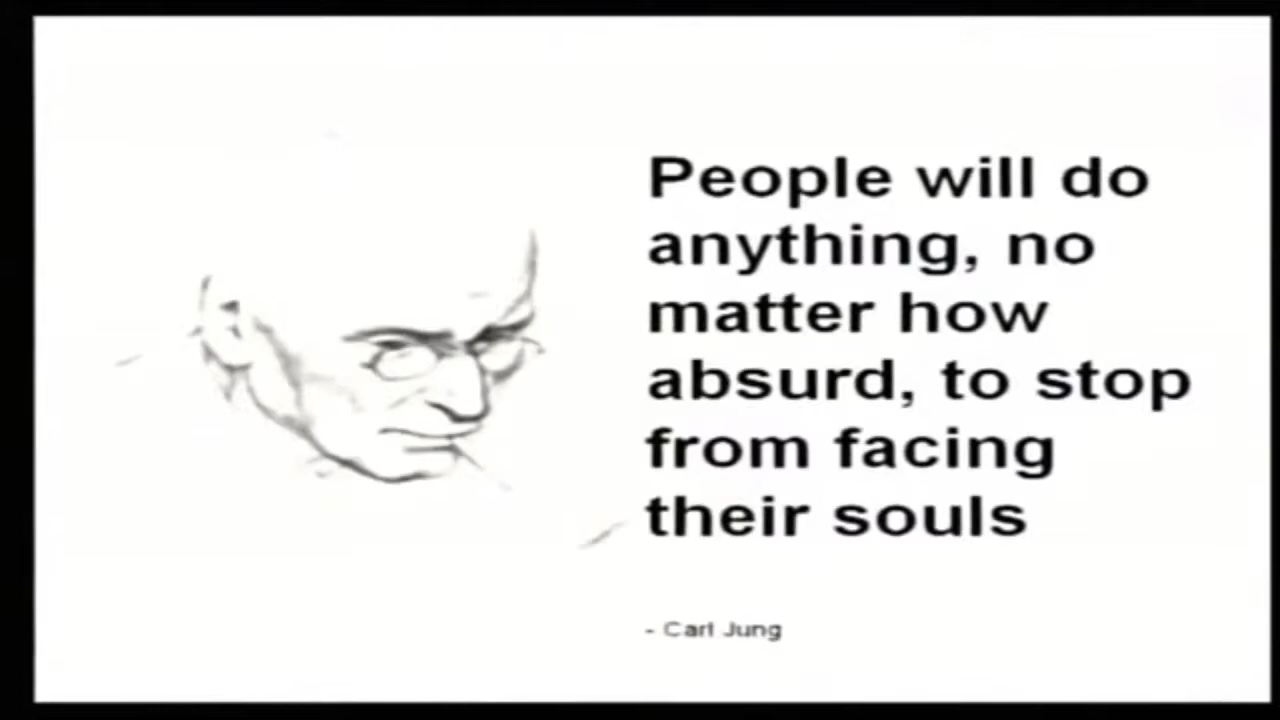 People will do
anything, no
matter how
absurd, to stop
from facing
their souls
- Carl Jung